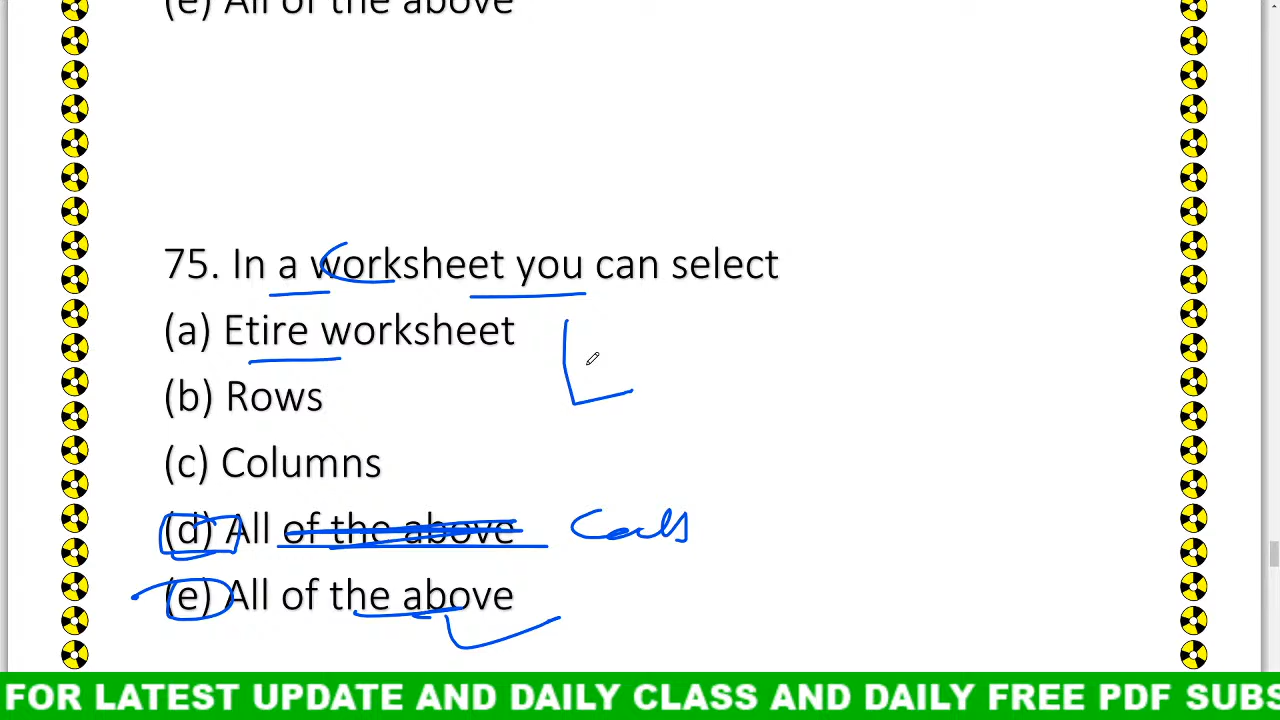 (e) All of the above
75. In a worksheet you can select
(a) Etire worksheet
(b) Rows
(c) Columns
(d) All of the above
(e) All of the above
FOR LATEST UPDATE AND DAILY CLASS AND DAILY FREE PDF SUBS